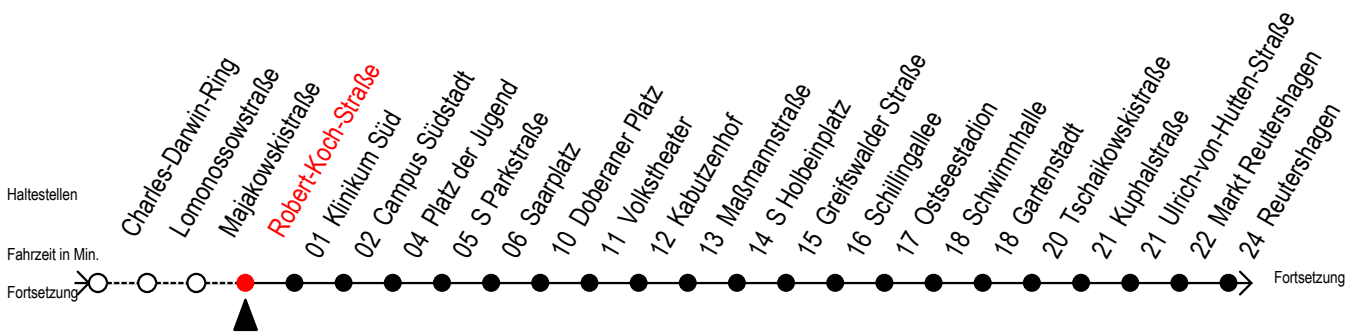 Haltestellen
Charles-Darwin-Ring
Lomonossowstraße
Majakowskistraße
Robert-Koch-Straße
01 Klinikum Süd
02 Campus Südstadt
04 Platz der Jugend
05 S Parkstraße
06 Saarplatz
10 Doberaner Platz
11 Volkstheater
12 Kabutzenhof
13 Maßmannstraße
14 S Holbeinplatz
15 Greifswalder Straße
16 Schillingallee
17 Ostseestadion
18 Schwimmhalle
18 Gartenstadt
20 Tschaikowskistraße
21 Kuphalstraße
21 Ulrich-von-Hutten-Straße
22 Markt Reutershagen
24 Reutershagen
Fahrzeit in Min.
Fortsetzung
Fortsetzung